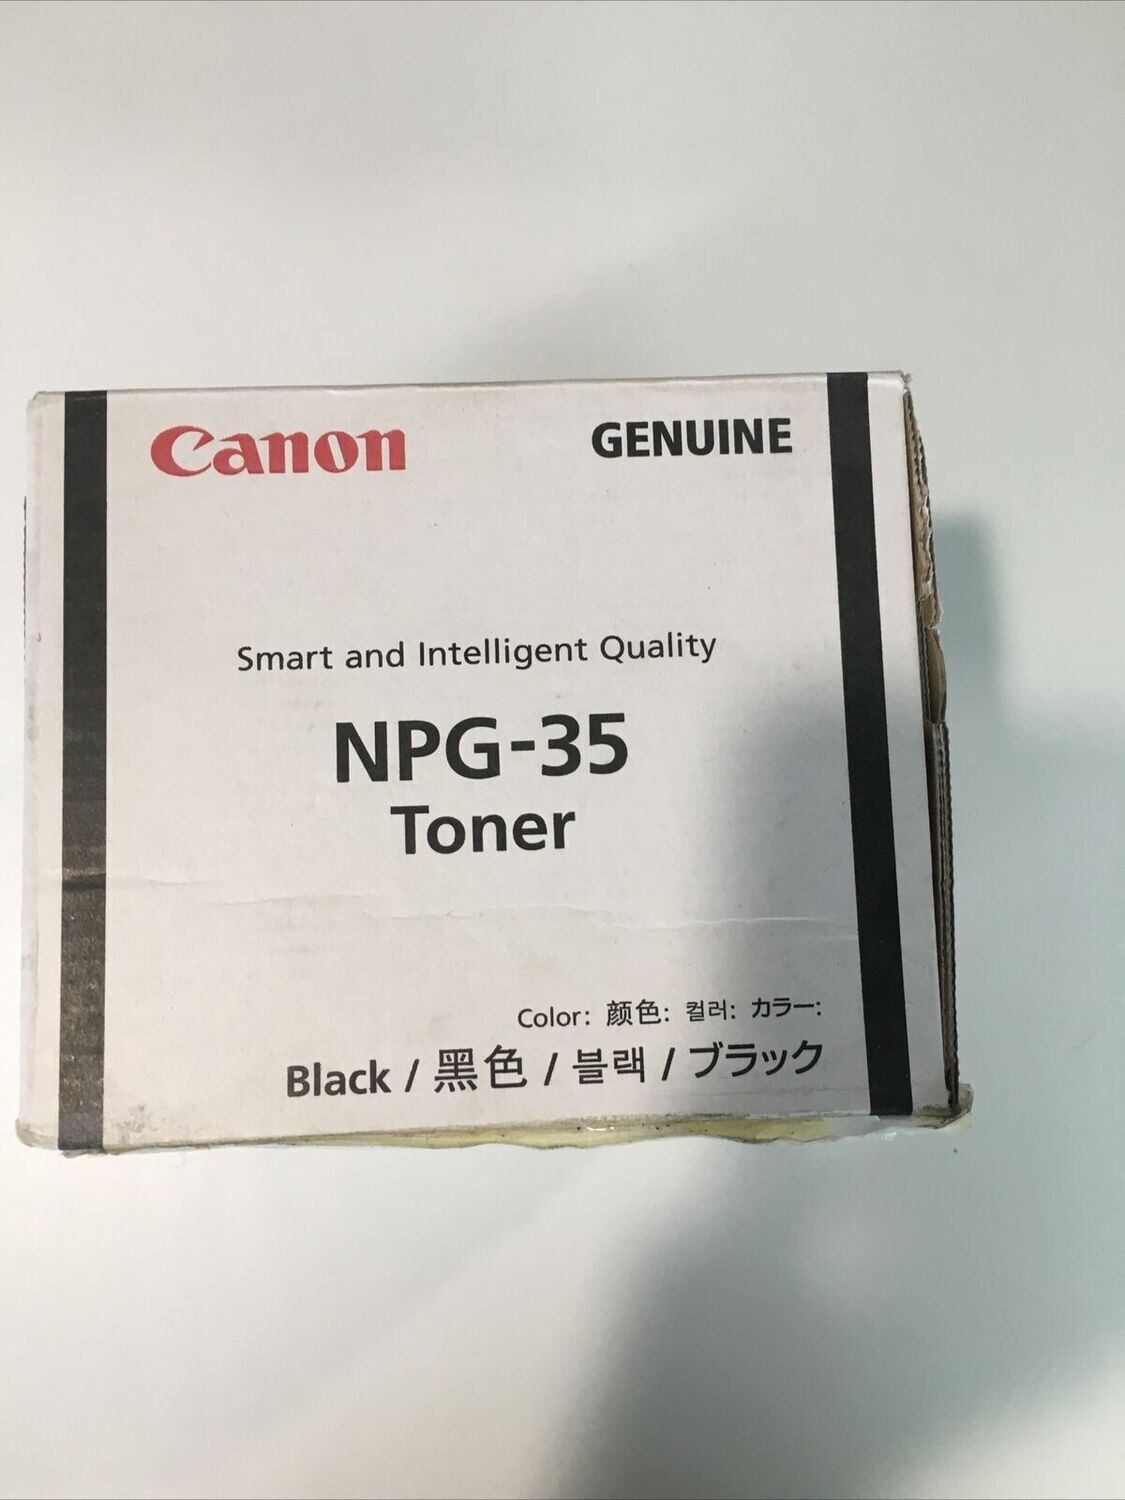 Canon GENUINE
Smart and Intelligent Quality
NPG-35
Toner
Color: 颜色: 컬러: カラー:
Black / 黑色 / 블랙 / ブラック